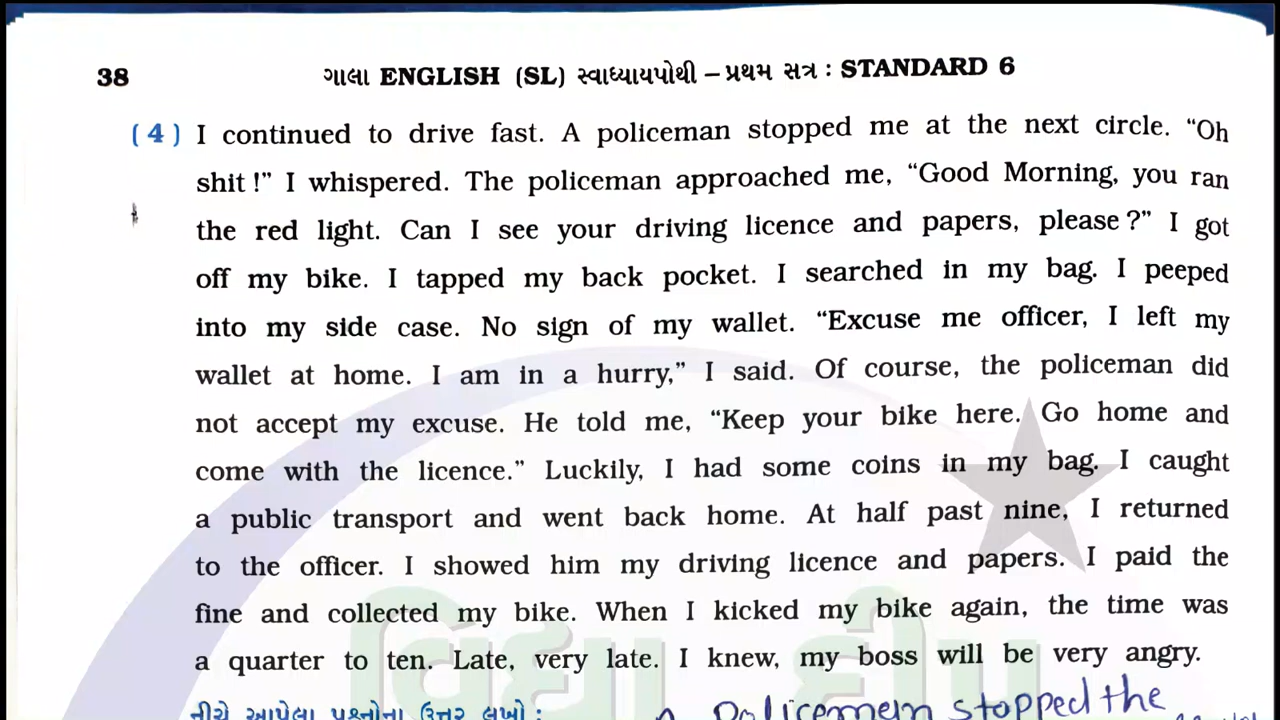 38 ગાલા ENGLISH (SL) સ્વાધ્યાયપોથી – પ્રથમ સત્ર : STANDARD 6
(4) I continued to drive fast. A policeman stopped me at the next circle. “Oh
shit !” I whispered. The policeman approached me, “Good Morning, you ran
the red light. Can I see your driving licence and papers, please ?” I got
off my bike. I tapped my back pocket. I searched in my bag. I peeped
into my side case. No sign of my wallet. “Excuse me officer, I left my
wallet at home. I am in a hurry,” I said. Of course, the policeman did
not accept my excuse. He told me, “Keep your bike here. Go home and
come with the licence.” Luckily, I had some coins in my bag. I caught
a public transport and went back home. At half past nine, I returned
to the officer. I showed him my driving licence and papers. I paid the
fine and collected my bike. When I kicked my bike again, the time was
a quarter to ten. Late, very late. I knew, my boss will be very angry.
વિદ્યા દીપ
નીચે આપેલા પ્રશ્નોના ઉત્તર લખો : stopped the